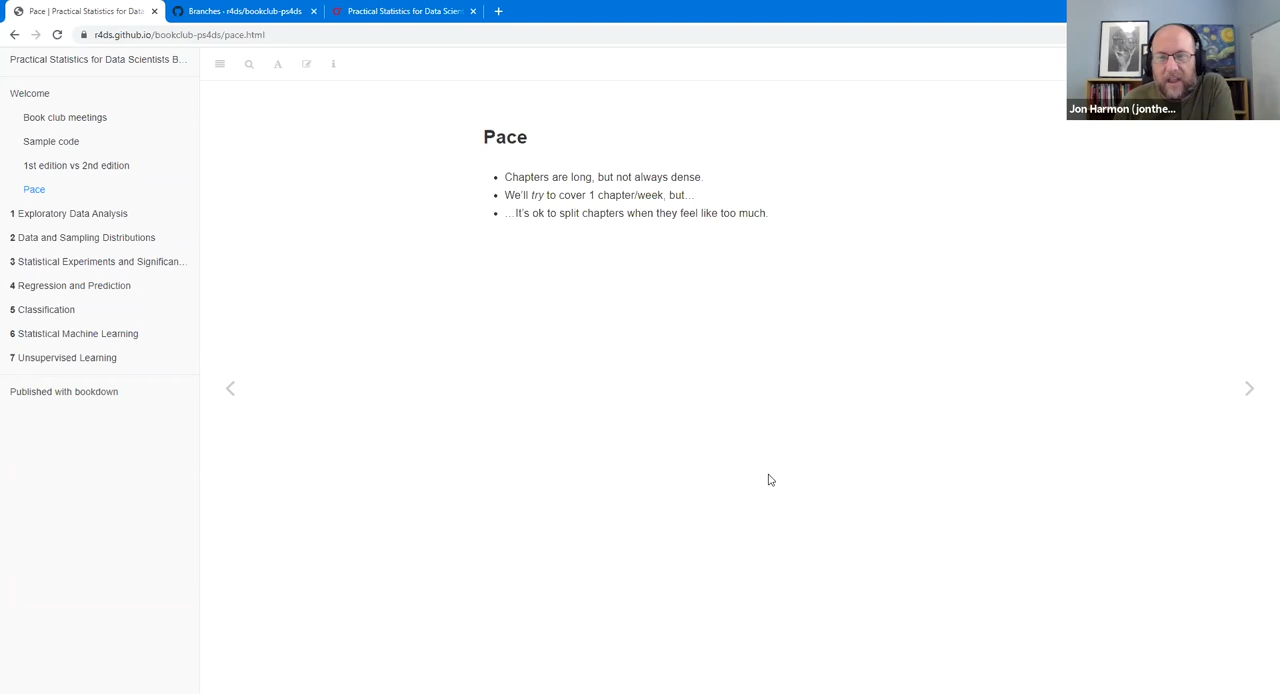 Pace | Practical Statistics for Data
Branches · r4ds/bookclub-ps4ds
Practical Statistics for Data Scien
r4ds.github.io/bookclub-ps4ds/pace.html
Practical Statistics for Data Scientists B…
Welcome
Book club meetings
Sample code
1st edition vs 2nd edition
Pace
1 Exploratory Data Analysis
2 Data and Sampling Distributions
3 Statistical Experiments and Significan…
4 Regression and Prediction
5 Classification
6 Statistical Machine Learning
7 Unsupervised Learning
Published with bookdown
A
i
Pace
• Chapters are long, but not always dense.
• We'll try to cover 1 chapter/week, but…
• …It's ok to split chapters when they feel like too much.
Jon Harmon (jonthe...